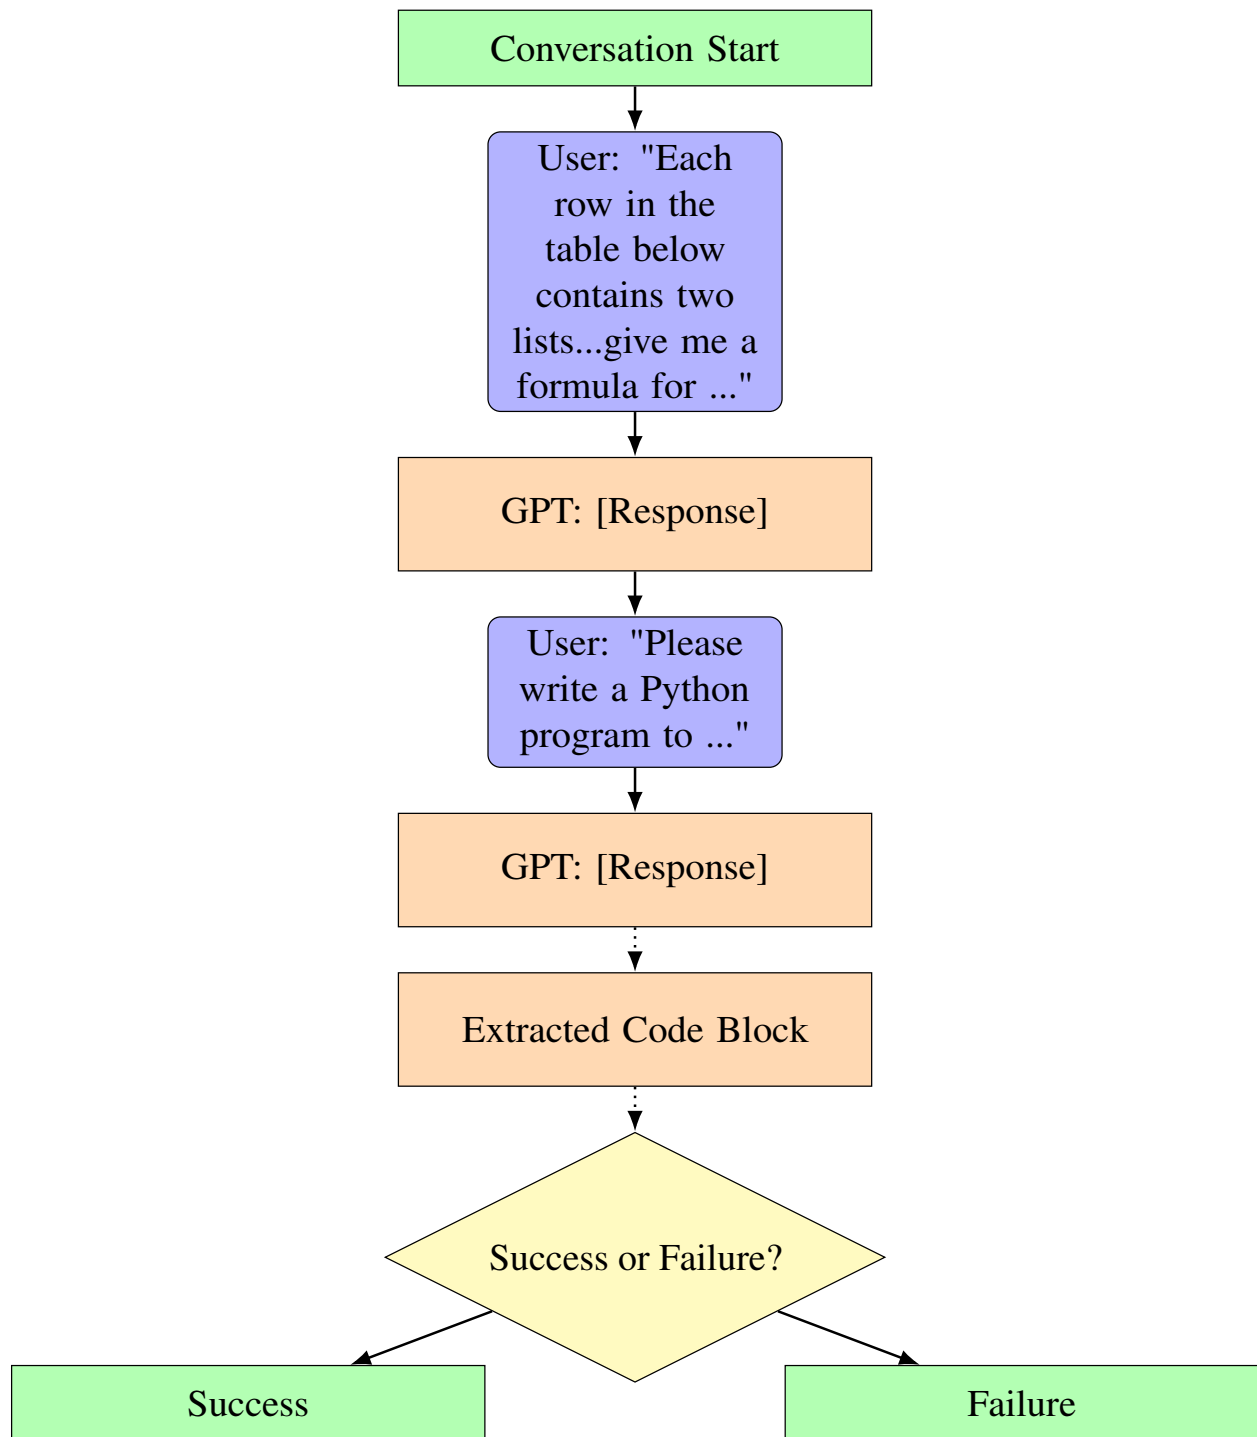 Conversation Start
User: "Each
row in the
table below
contains two
lists...give me a
formula for ..."
GPT: [Response]
User: "Please
write a Python
program to ..."
GPT: [Response]
Extracted Code Block
Success or Failure?
Success
Failure